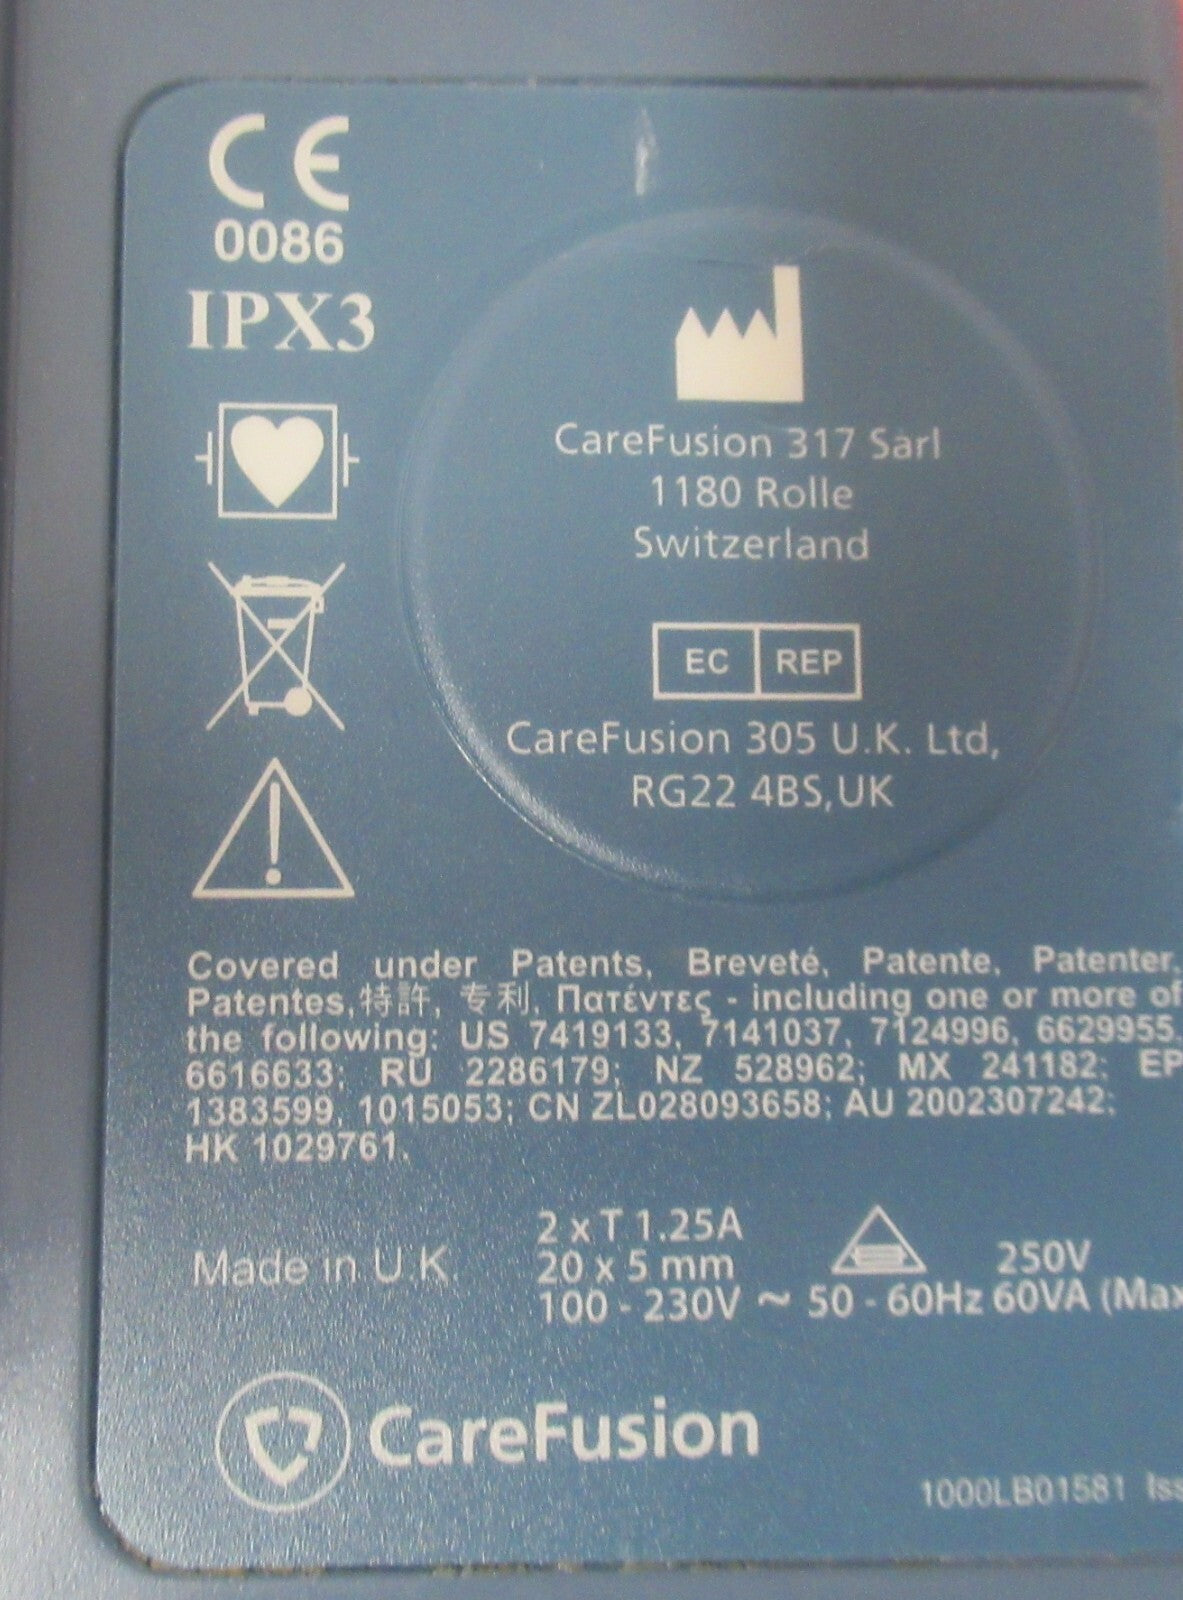 CE
0086
IPX3
CareFusion 317 Sarl
1180 Rolle
Switzerland
EC REP
CareFusion 305 U.K. Ltd,
RG22 4BS,UK
Covered under Patents, Breveté, Patente, Patenter,
Patentes,特許, 专利, Πατέντες - including one or more of
the following: US 7419133, 7141037, 7124996, 6629955,
6616633; RU 2286179; NZ 528962; MX 241182; EP
1383599, 1015053; CN ZL028093658; AU 2002307242;
HK 1029761.
Made in U.K.
2 x T 1.25A
20 x 5 mm 250V
100 - 230V ~ 50 - 60Hz 60VA (Max
CareFusion
1000LB01581 Iss